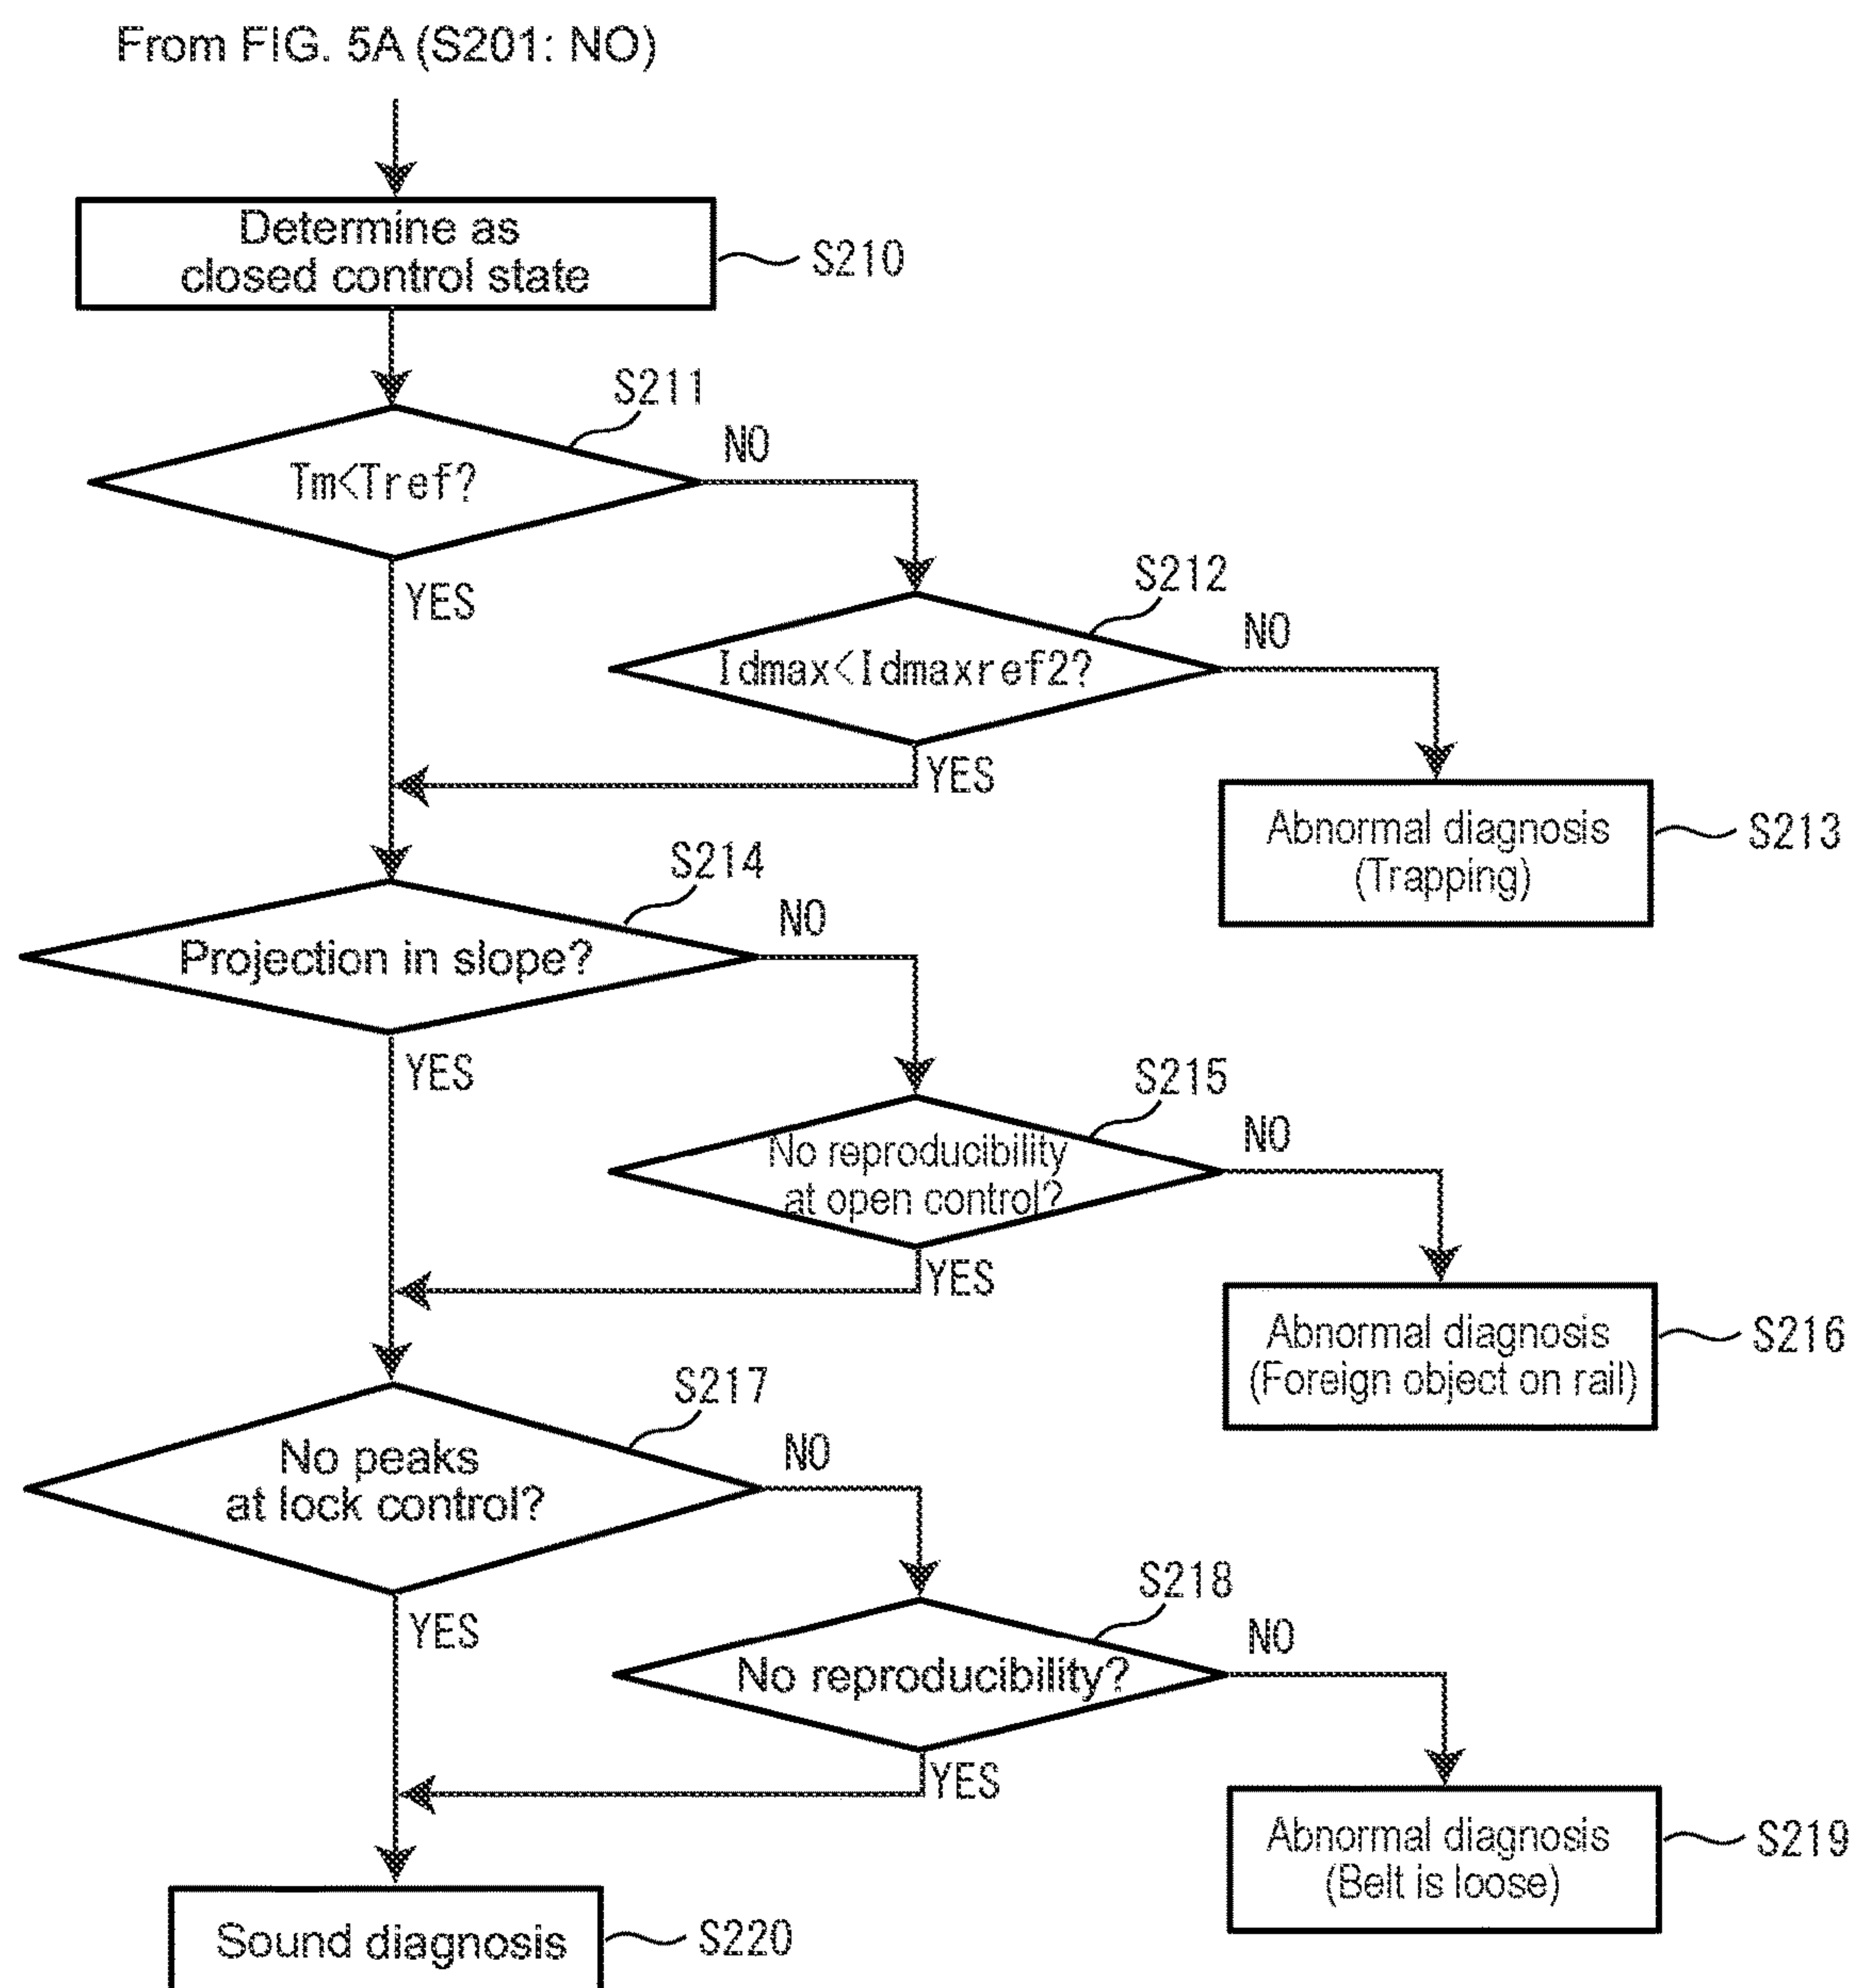 From FIG. 5A (S201: NO)
Determine as
closed control state
S210
S211
Tm<Tref?
NO
YES
S212
Idmax<Idmaxref2?
NO
YES
Abnormal diagnosis
(Trapping)
S213
S214
Projection in slope?
NO
YES
S215
No reproducibility
at open control?
NO
YES
Abnormal diagnosis
(Foreign object on rail)
S216
S217
No peaks
at lock control?
NO
YES
S218
No reproducibility?
NO
YES
Abnormal diagnosis
(Belt is loose)
S219
Sound diagnosis
S220